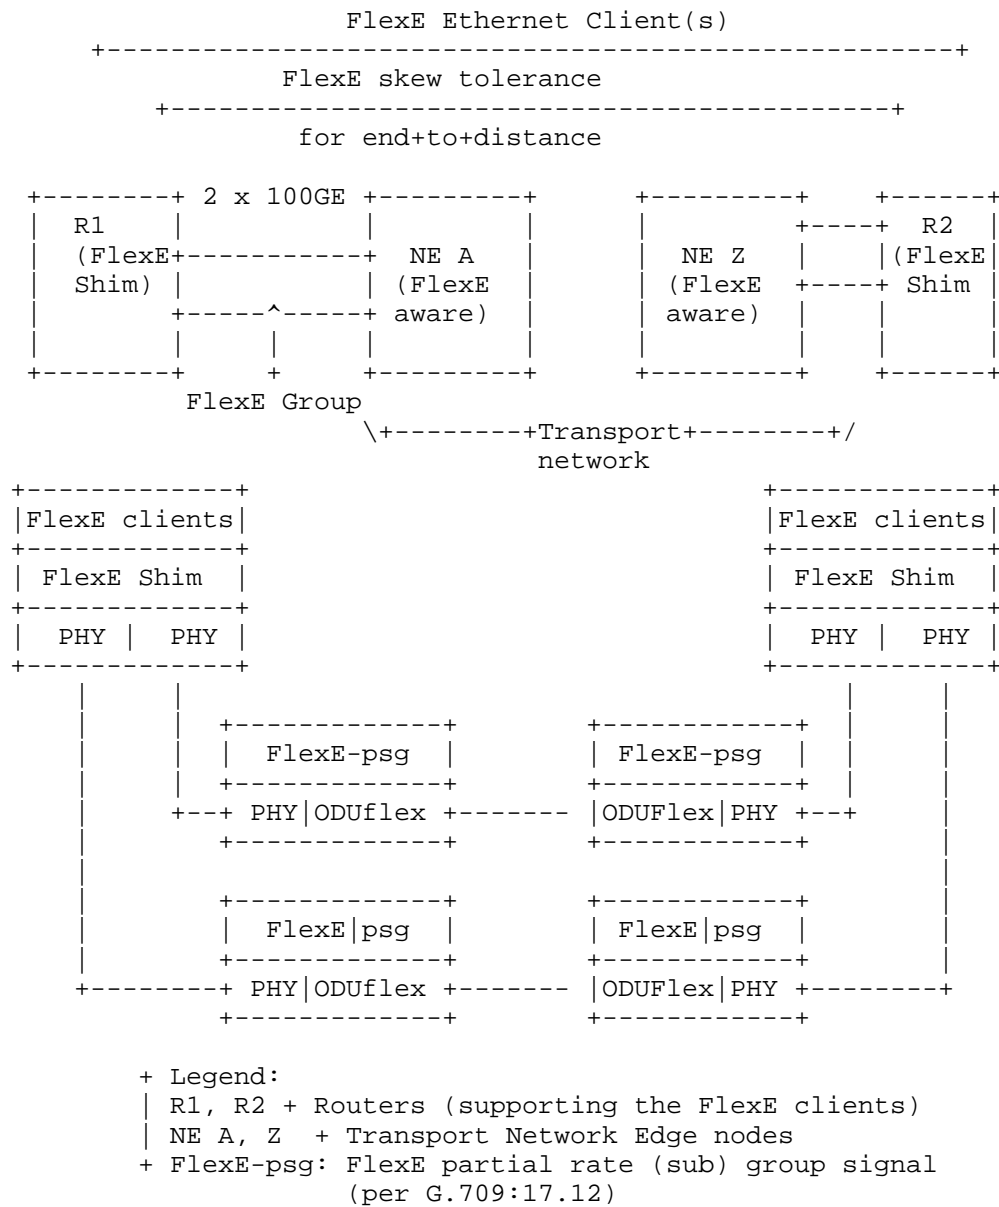 FlexE Ethernet Client(s)
+-----------------------------------------------------+
FlexE skew tolerance
+---------------------------------------------+
for end+to+distance
+--------+ 2 x 100GE +---------+      +---------+    +------+
|  R1    |           |         |      |         +----+  R2  |
|  (FlexE+-----------+  NE A   |      |  NE Z   |    |(FlexE|
|  Shim) |           | (FlexE  |      | (FlexE  +----+ Shim |
|        +-----^-----+ aware)  |      | aware)  |    |      |
|        |     |     |         |      |         |    |      |
+--------+     +     +---------+      +---------+    +------+
FlexE Group
\+--------+Transport+--------+/
network
+-------------+                                +-------------+
|FlexE clients|                                |FlexE clients|
+-------------+                                +-------------+
| FlexE Shim  |                                | FlexE Shim  |
+-------------+                                +-------------+
|  PHY |  PHY |                                |  PHY |  PHY |
+-------------+                                +-------------+
|     |                                         |     |
|     |  +-------------+        +------------+  |     |
|     |  |  FlexE-psg  |        | FlexE-psg  |  |     |
|     |  +-------------+        +------------+  |     |
|     +--+ PHY|ODUflex +------- |ODUFlex|PHY +--+     |
|        +-------------+        +------------+        |
|                                                     |
|        +-------------+        +------------+        |
|        |  FlexE|psg  |        | FlexE|psg  |        |
|        +-------------+        +------------+        |
+--------+ PHY|ODUflex +------- |ODUFlex|PHY +--------+
+-------------+        +------------+
+ Legend:
| R1, R2 + Routers (supporting the FlexE clients)
| NE A, Z  + Transport Network Edge nodes
+ FlexE-psg: FlexE partial rate (sub) group signal
(per G.709:17.12)